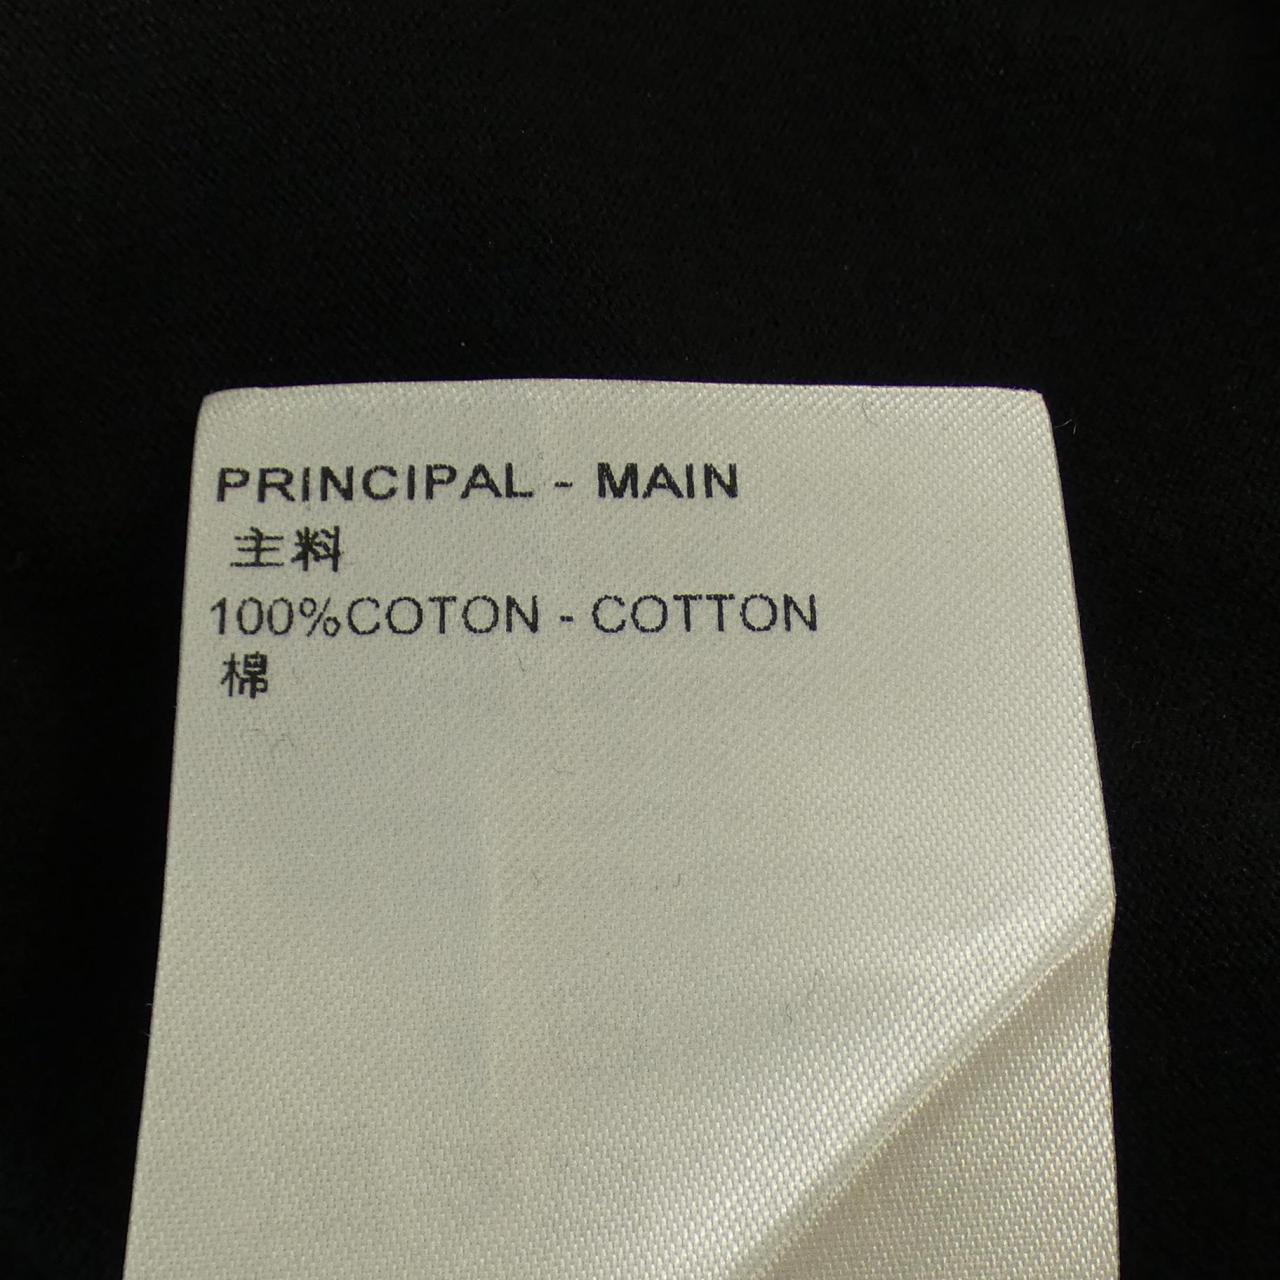 PRINCIPAL - MAIN
主料
100%COTON - COTTON
棉